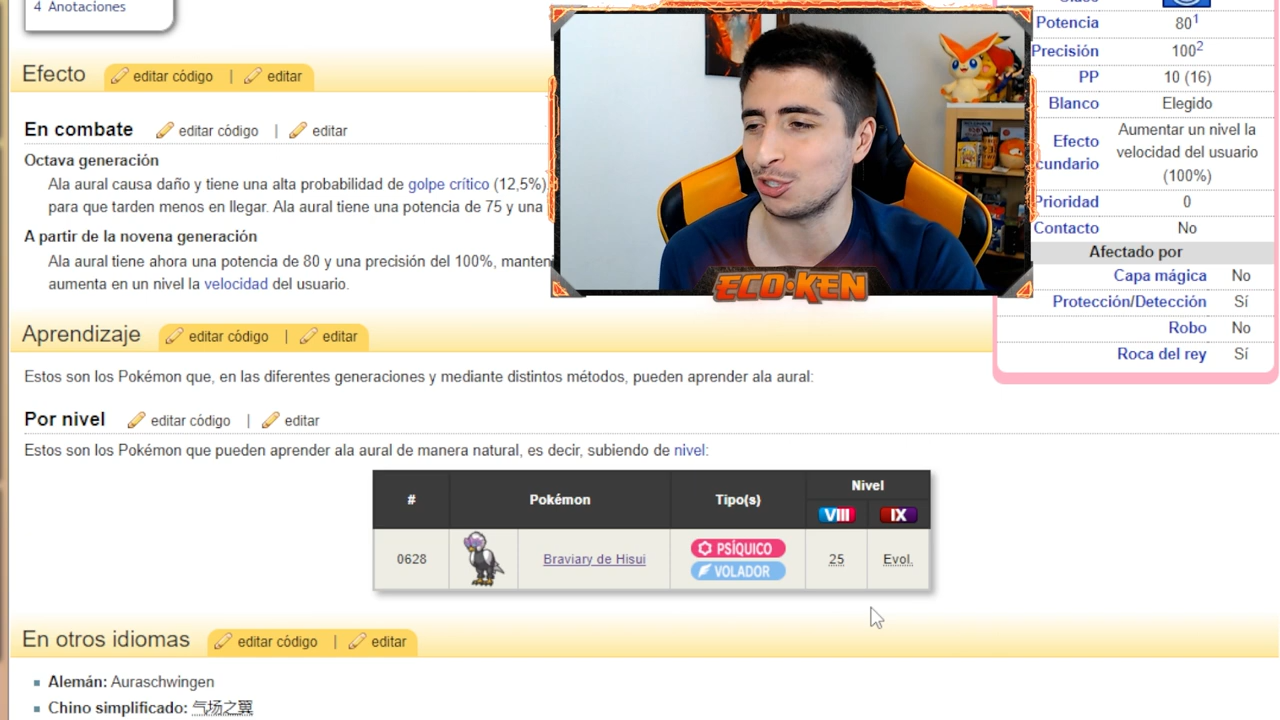 4 Anotaciones
Efecto editar código | editar
En combate editar código | editar
Octava generación
Ala aural causa daño y tiene una alta probabilidad de golpe crítico (12,5%)
para que tarden menos en llegar. Ala aural tiene una potencia de 75 y una
A partir de la novena generación
Ala aural tiene ahora una potencia de 80 y una precisión del 100%,
aumenta en un nivel la velocidad del usuario.
ECO·KEN
Potencia 80¹
Precisión 100²
PP 10 (16)
Blanco Elegido
Efecto
cundario
Aumentar un nivel la
velocidad del usuario
(100%)
Prioridad 0
Contacto No
Afectado por
Capa mágica No
Protección/Detección Sí
Robo No
Roca del rey Sí
Aprendizaje editar código | editar
Estos son los Pokémon que, en las diferentes generaciones y mediante distintos métodos, pueden aprender ala aural:
Por nivel editar código | editar
Estos son los Pokémon que pueden aprender ala aural de manera natural, es decir, subiendo de nivel:
# Pokémon Tipo(s) Nivel
VIII IX
0628 Braviary de Hisui PSÍQUICO VOLADOR 25 Evol.
En otros idiomas editar código | editar
Alemán: Auraschwingen
Chino simplificado: 气场之翼